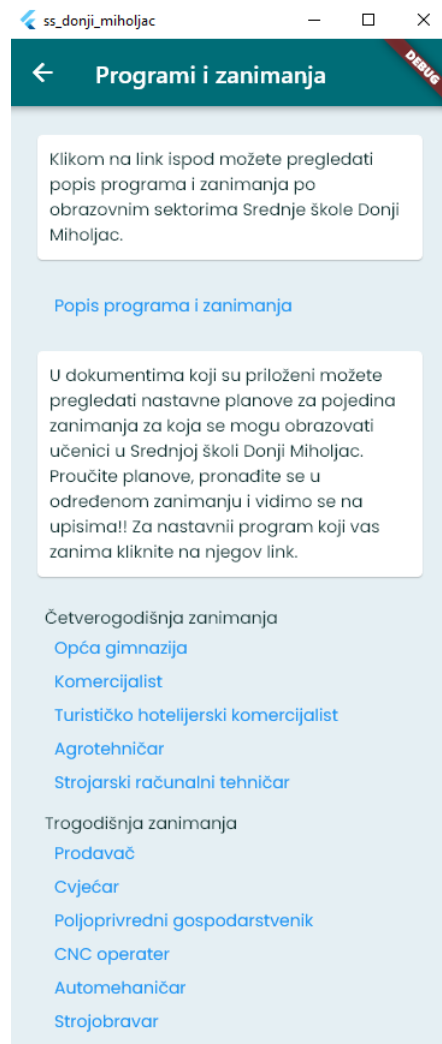 ss_donji_miholjac
Programi i zanimanja
DEBUG
Klikom na link ispod možete pregledati
popis programa i zanimanja po
obrazovnim sektorima Srednje škole Donji
Miholjac.
Popis programa i zanimanja
U dokumentima koji su priloženi možete
pregledati nastavne planove za pojedina
zanimanja za koja se mogu obrazovati
učenici u Srednjoj školi Donji Miholjac.
Proučite planove, pronađite se u
određenom zanimanju i vidimo se na
upisima!! Za nastavnii program koji vas
zanima kliknite na njegov link.
Četverogodišnja zanimanja
Opća gimnazija
Komercijalist
Turističko hotelijerski komercijalist
Agrotehničar
Strojarski računalni tehničar
Trogodišnja zanimanja
Prodavač
Cvjećar
Poljoprivredni gospodarstvenik
CNC operater
Automehaničar
Strojobravar